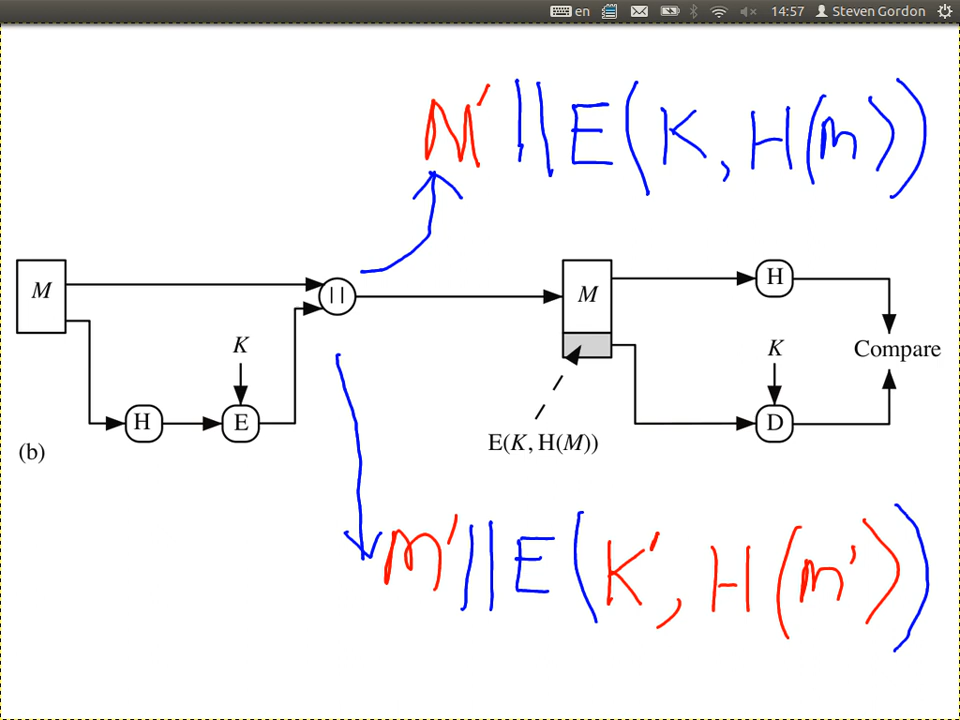 en 14:57 Steven Gordon
M' || E(K, H(m))
M || M H
K K Compare
H E D
E(K, H(M))
(b)
m' || E(K', H(m'))